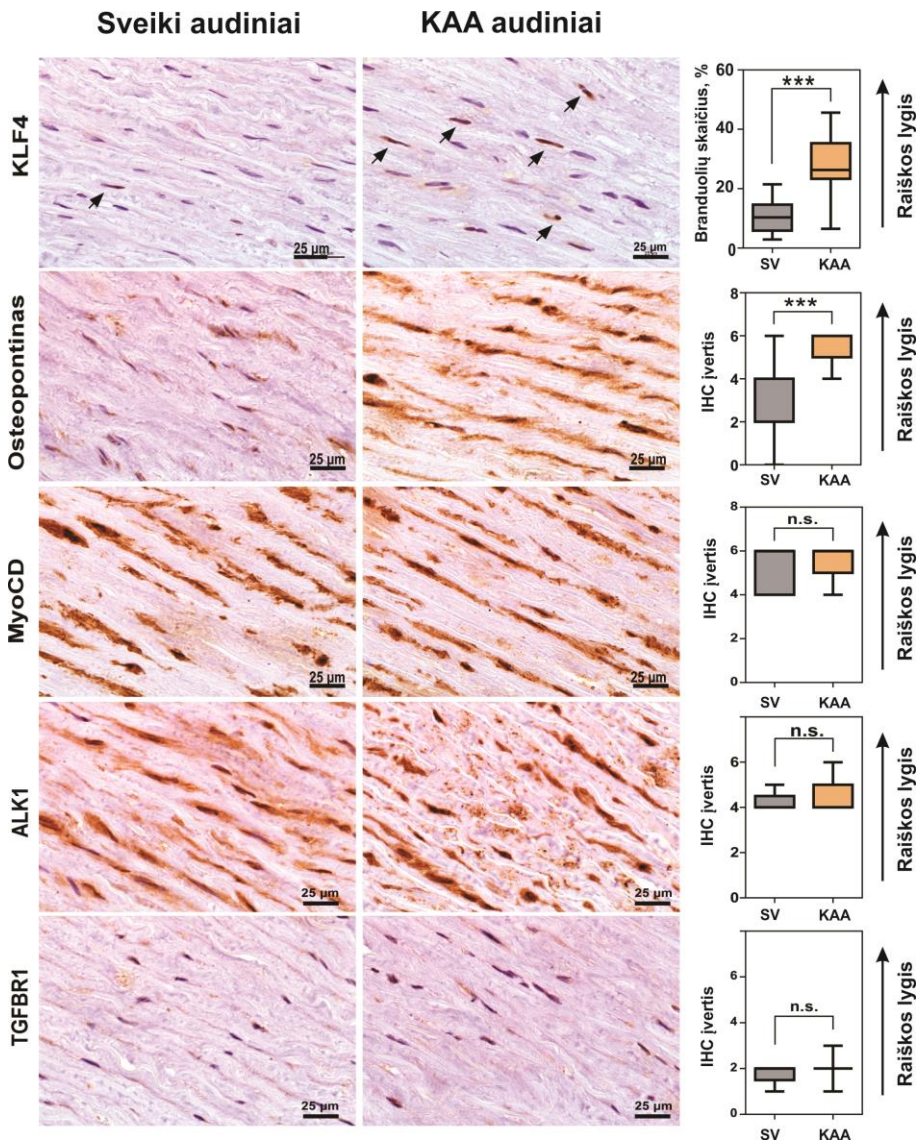 Sveiki audiniai
KAA audiniai
KLF4
25 µm
25 µm
Branduolių skaičius, %
60
40
20
0
***
SV
KAA
Raiškos lygis
Osteopontinas
25 µm
25 µm
IHC įvertis
8
6
4
2
0
***
SV
KAA
Raiškos lygis
MyoCD
25 µm
25 µm
IHC įvertis
8
6
4
2
0
n.s.
SV
KAA
Raiškos lygis
ALK1
25 µm
25 µm
IHC įvertis
6
4
2
0
n.s.
SV
KAA
Raiškos lygis
TGFBR1
25 µm
25 µm
IHC įvertis
4
2
0
n.s.
SV
KAA
Raiškos lygis